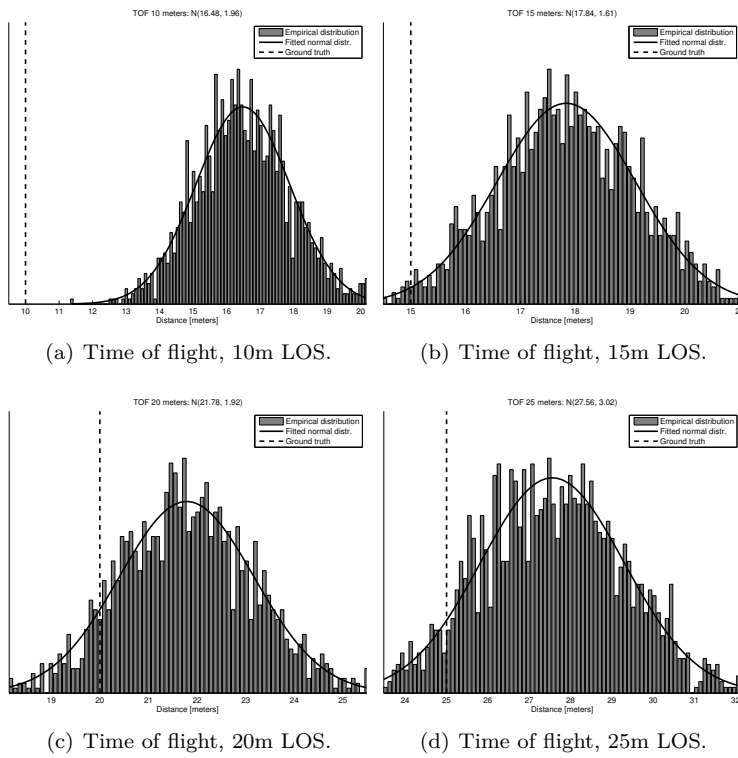 TOF 10 meters: N(16.48, 1.96)
Empirical distribution
Fitted normal distr.
Ground truth
10 11 12 13 14 15 16 17 18 19 20
Distance [meters]
(a) Time of flight, 10m LOS.
TOF 15 meters: N(17.84, 1.61)
Empirical distribution
Fitted normal distr.
Ground truth
15 16 17 18 19 20
Distance [meters]
(b) Time of flight, 15m LOS.
TOF 20 meters: N(21.78, 1.92)
Empirical distribution
Fitted normal distr.
Ground truth
19 20 21 22 23 24 25
Distance [meters]
(c) Time of flight, 20m LOS.
TOF 25 meters: N(27.56, 3.02)
Empirical distribution
Fitted normal distr.
Ground truth
24 25 26 27 28 29 30 31 32
Distance [meters]
(d) Time of flight, 25m LOS.